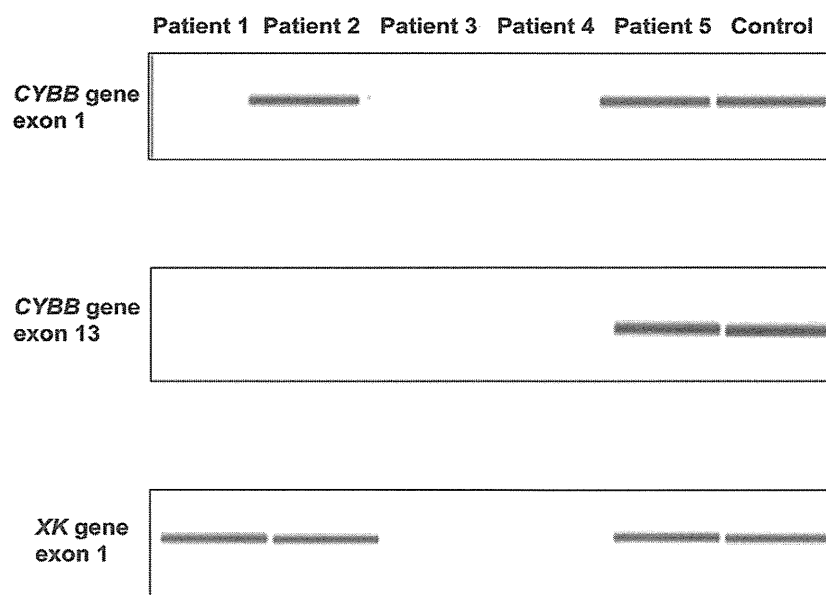 Patient 1 Patient 2 Patient 3 Patient 4 Patient 5 Control
CYBB gene
exon 1
CYBB gene
exon 13
XK gene
exon 1